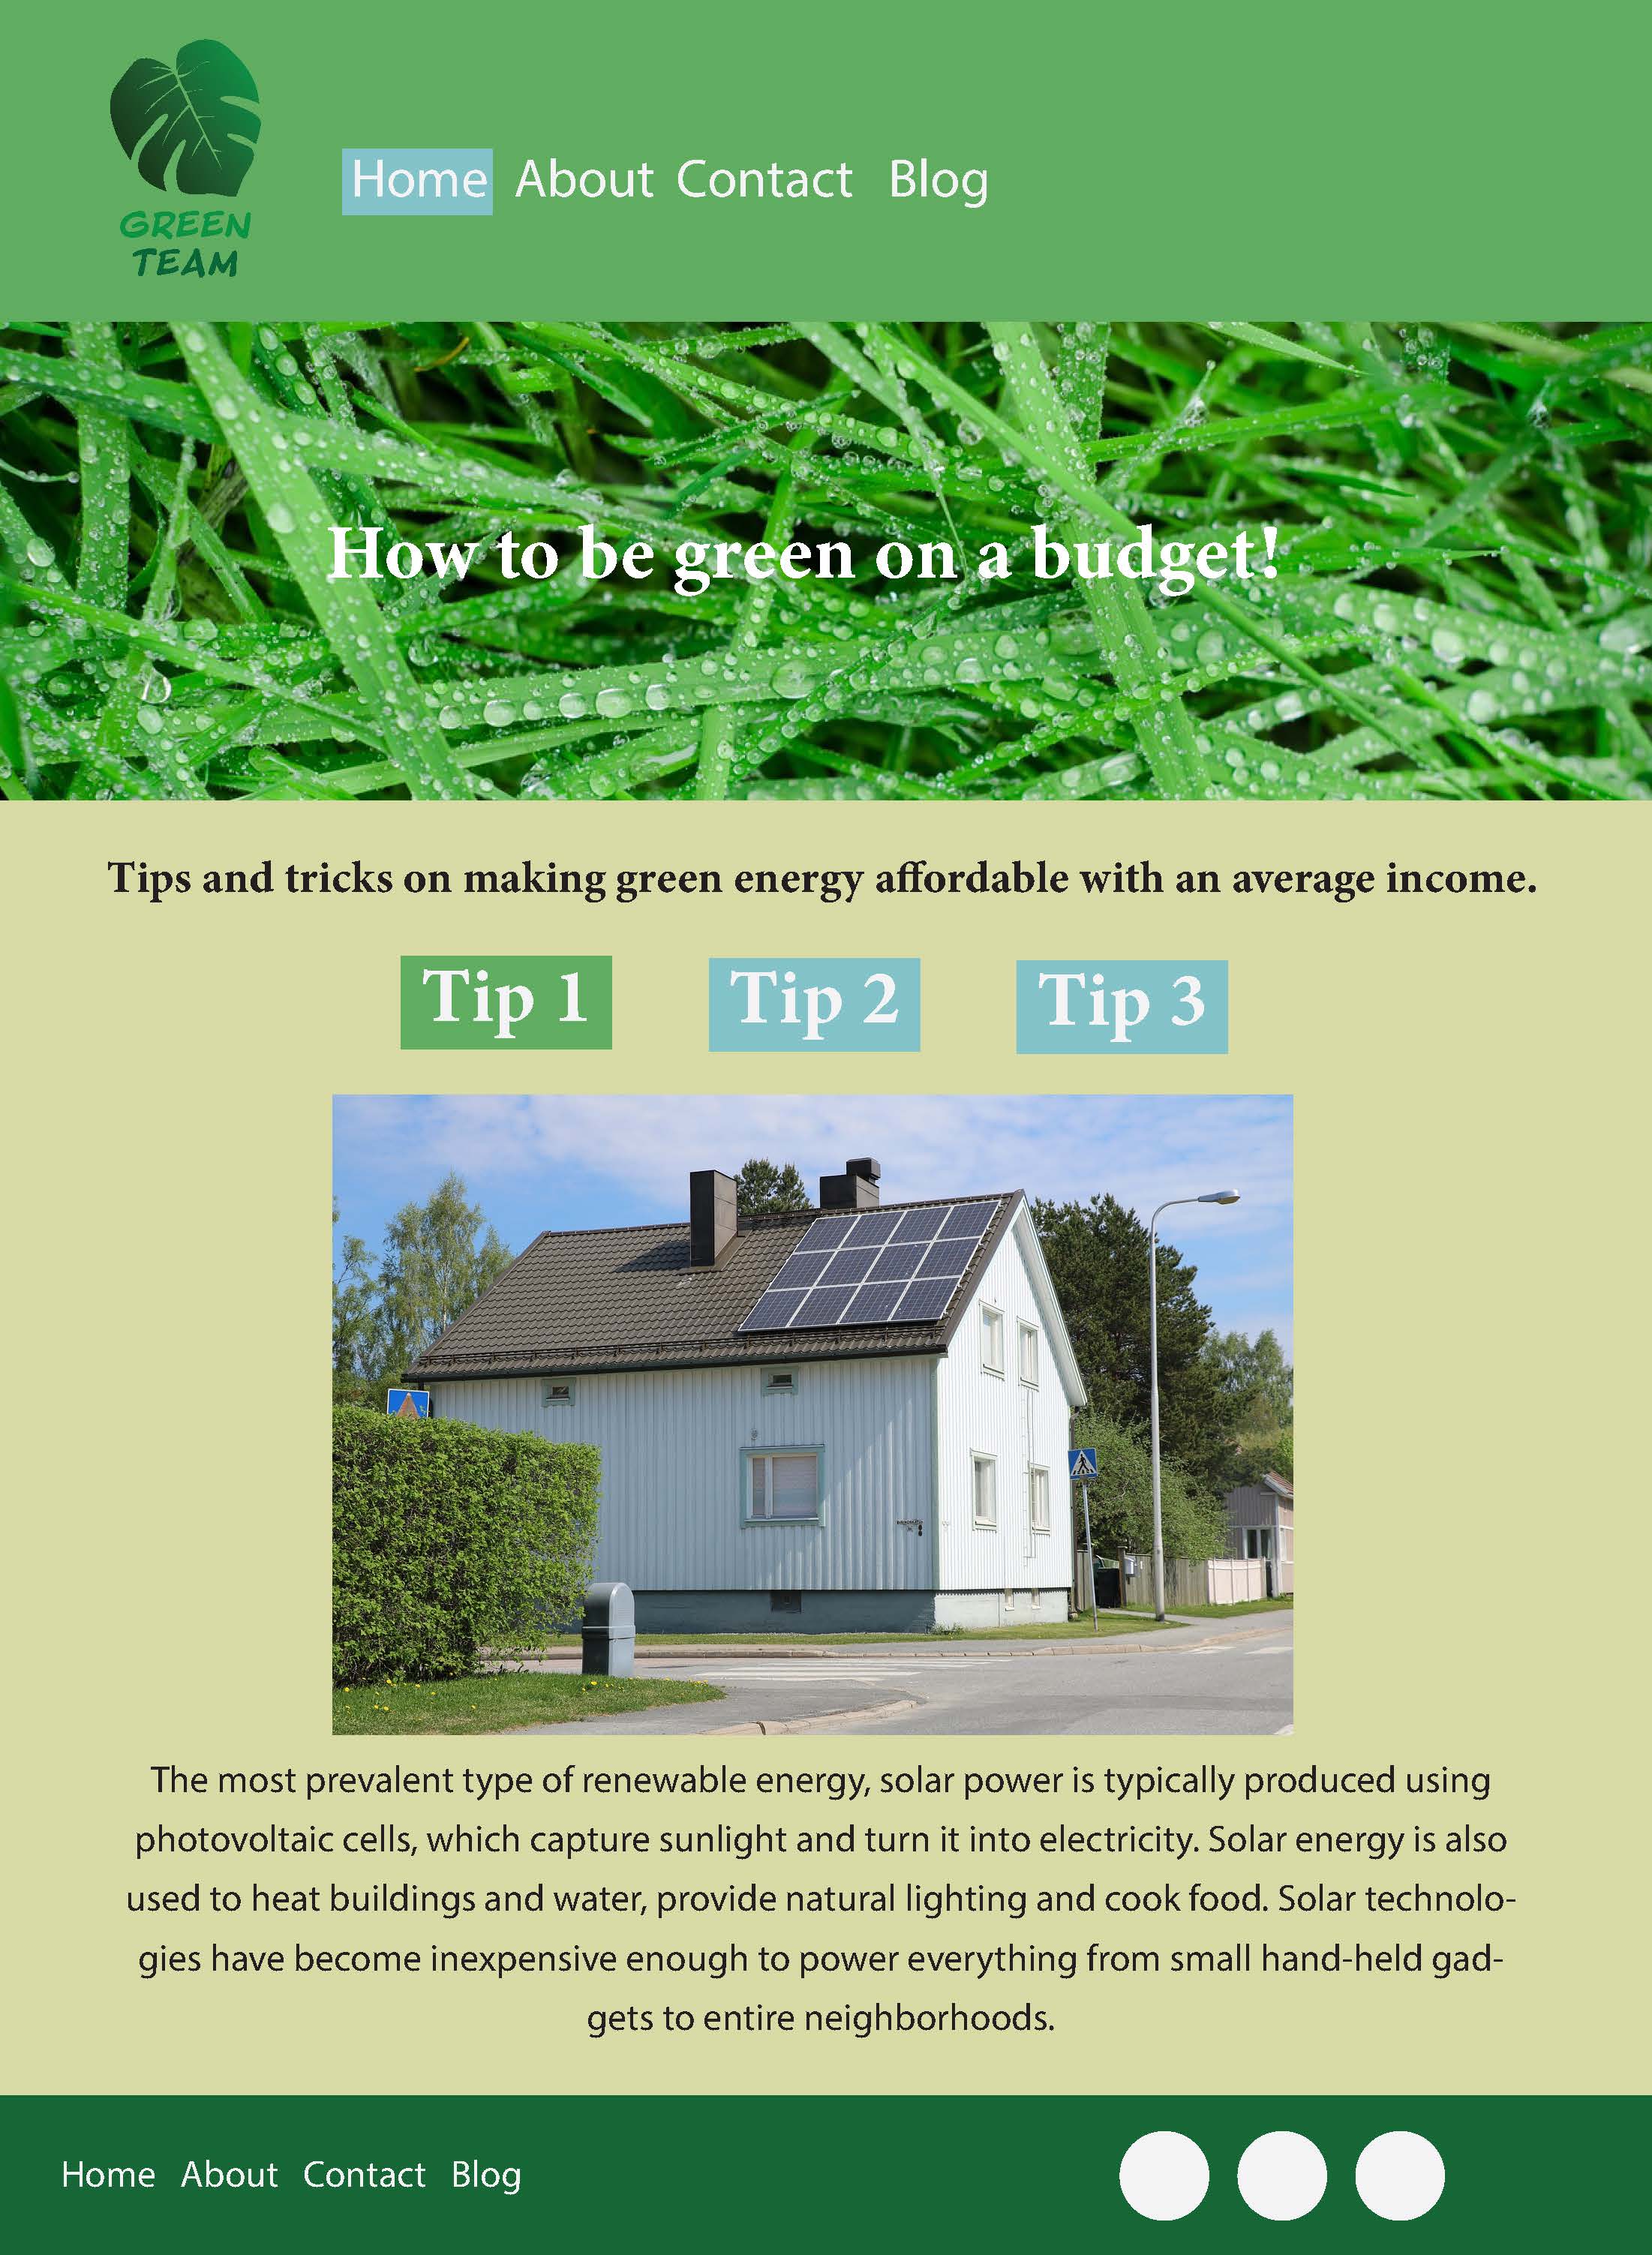 GREEN
TEAM
Home About Contact Blog
How to be green on a budget!
Tips and tricks on making green energy affordable with an average income.
Tip 1 Tip 2 Tip 3
The most prevalent type of renewable energy, solar power is typically produced using
photovoltaic cells, which capture sunlight and turn it into electricity. Solar energy is also
used to heat buildings and water, provide natural lighting and cook food. Solar technolo-
gies have become inexpensive enough to power everything from small hand-held gad-
gets to entire neighborhoods.
Home About Contact Blog